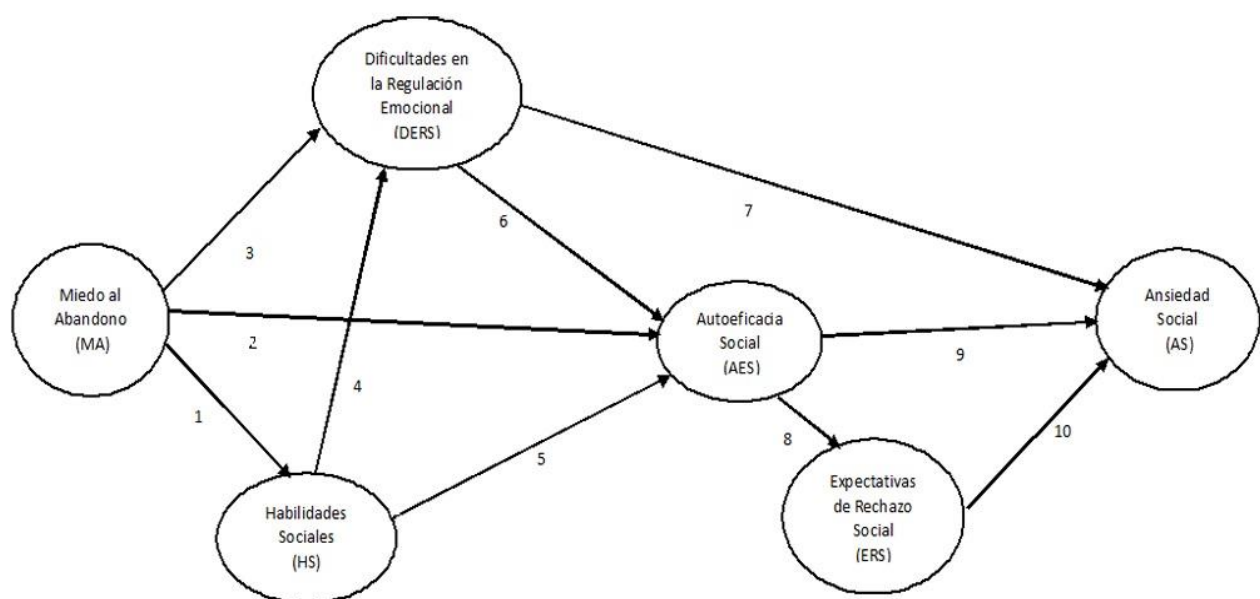 Dificultades en
la Regulación
Emocional
(DERS)
7
6
3
Miedo al
Abandono
(MA)
Ansiedad
Social
(AS)
2
Autoeficacia
Social
(AES)
9
4
1
8
10
5
Habilidades
Sociales
(HS)
Expectativas
de Rechazo
Social
(ERS)